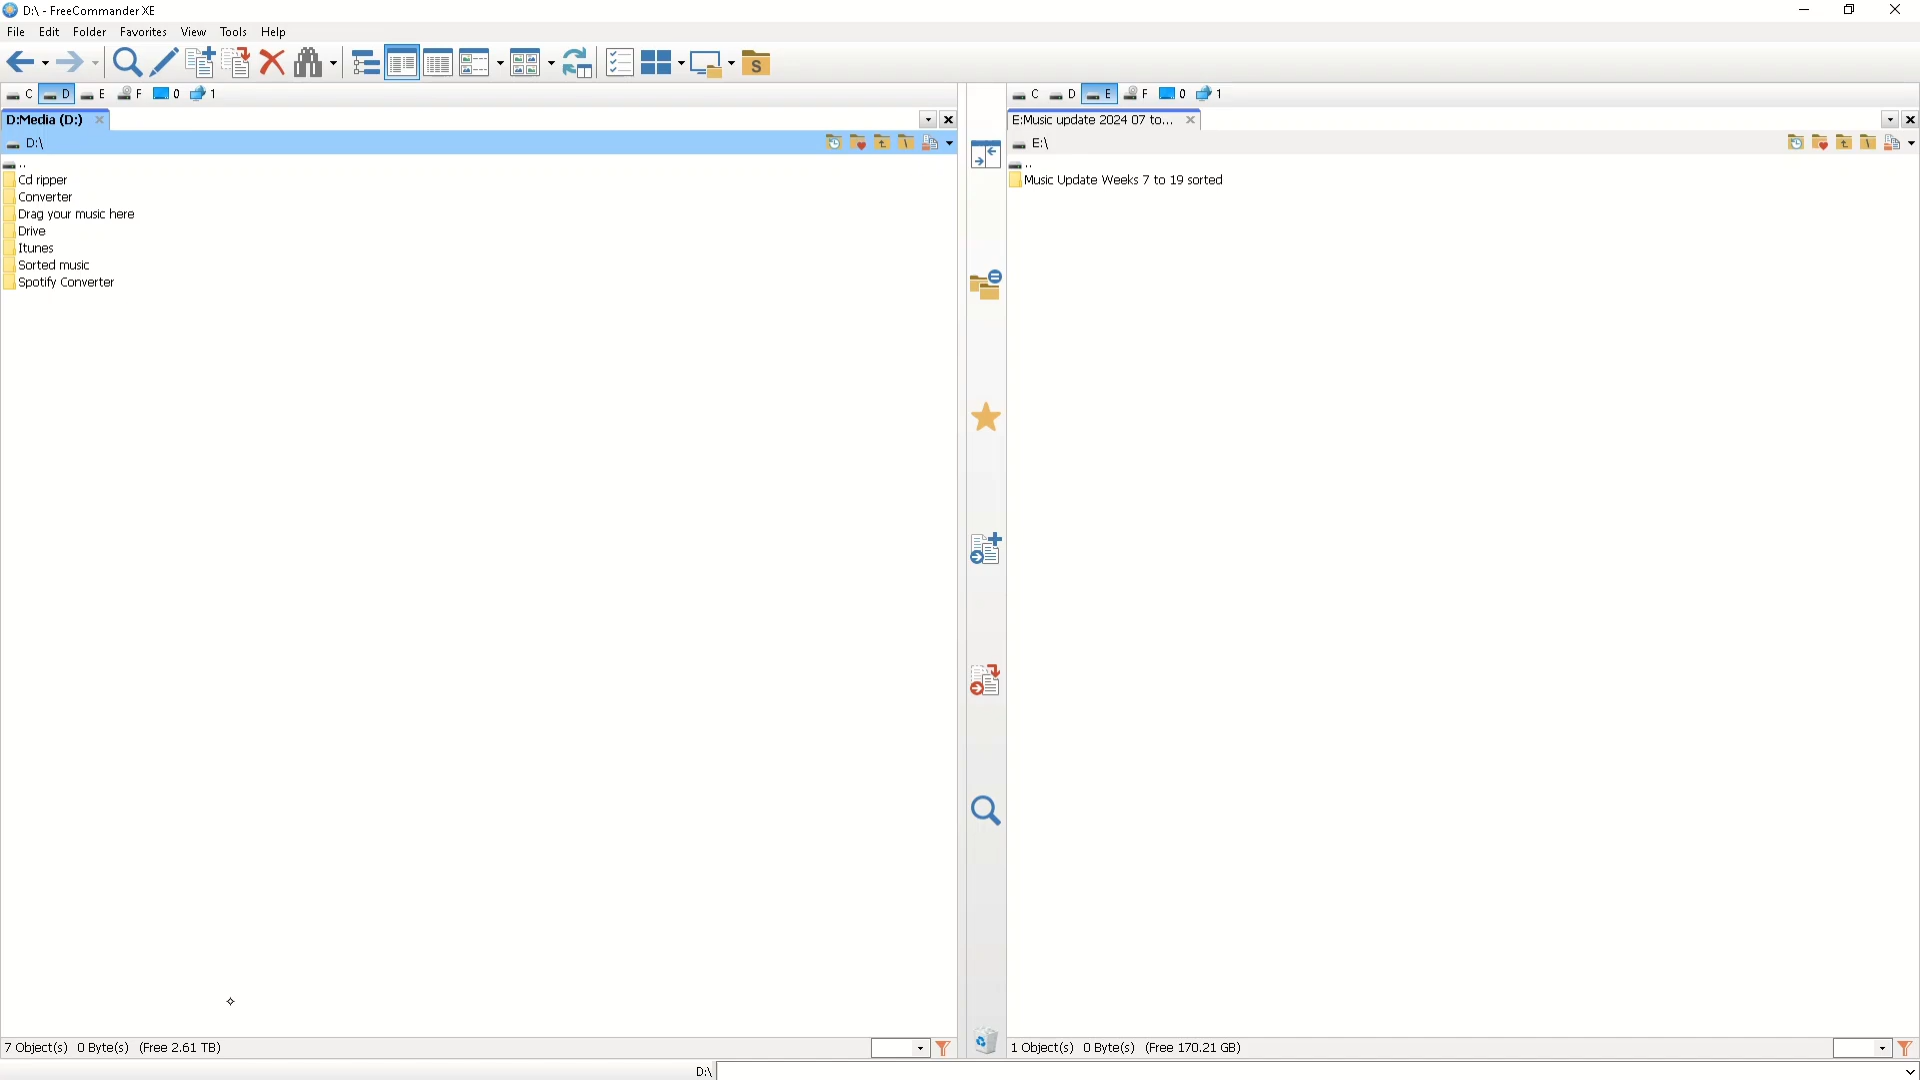 D:\ - FreeCommander XE
File Edit Folder Favorites View Tools Help
S
C D E F 0 1
C D E F 0 1
D:Media (D:)
E:Music update 2024 07 to...
D:\
E:\
..
Cd ripper
Converter
Drag your music here
Drive
Itunes
Sorted music
Spotify Converter
..
Music Update Weeks 7 to 19 sorted
7 Object(s) 0 Byte(s) (Free 2.61 TB)
1 Object(s) 0 Byte(s) (Free 170.21 GB)
D:\